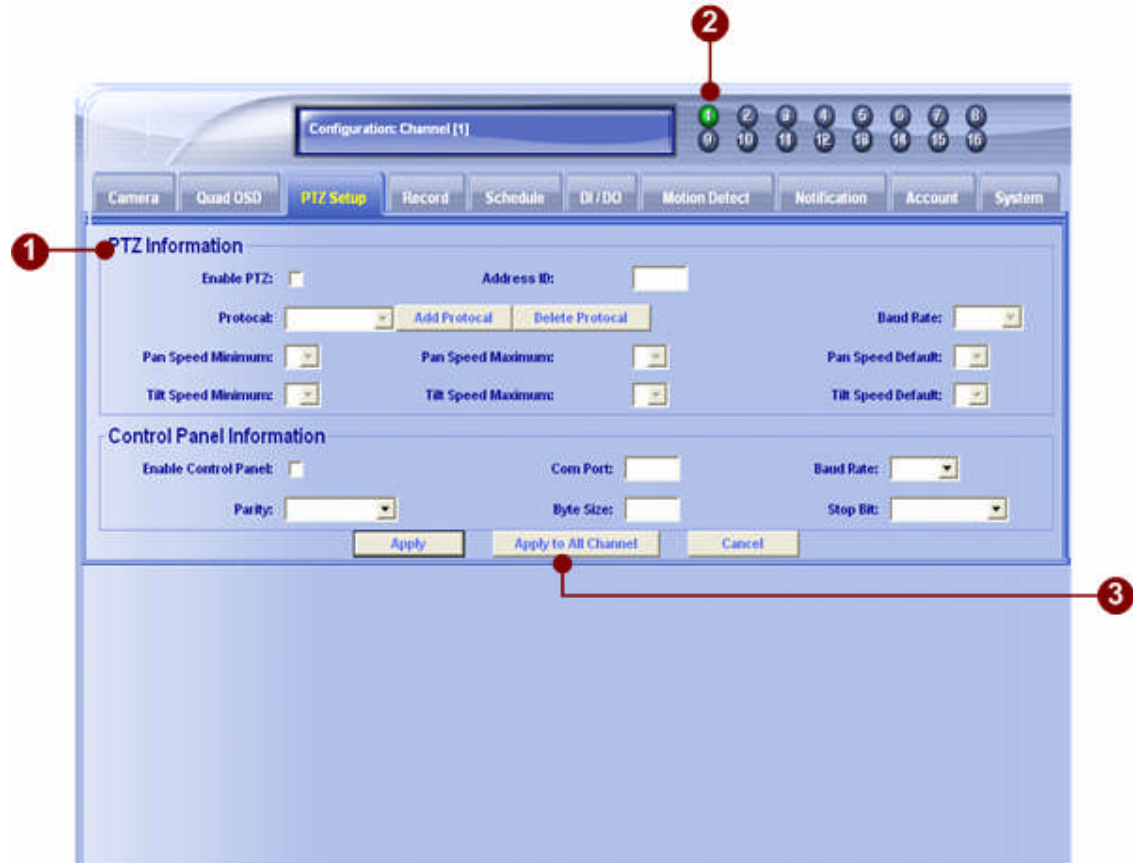 2
Configuration: Channel [1]
1 2 3 4 5 6 7 8
9 10 11 12 13 14 15 16
Camera Quad OSD PTZ Setup Record Schedule DI / DO Motion Detect Notification Account System
1
PTZ Information
Enable PTZ: Address ID:
Protocal: Add Protocal Delete Protocal Baud Rate:
Pan Speed Minimum: Pan Speed Maximum: Pan Speed Default:
Tilt Speed Minimum: Tilt Speed Maximum: Tilt Speed Default:
Control Panel Information
Enable Control Panel: Com Port: Baud Rate:
Parity: Byte Size: Stop Bit:
Apply Apply to All Channel Cancel
3